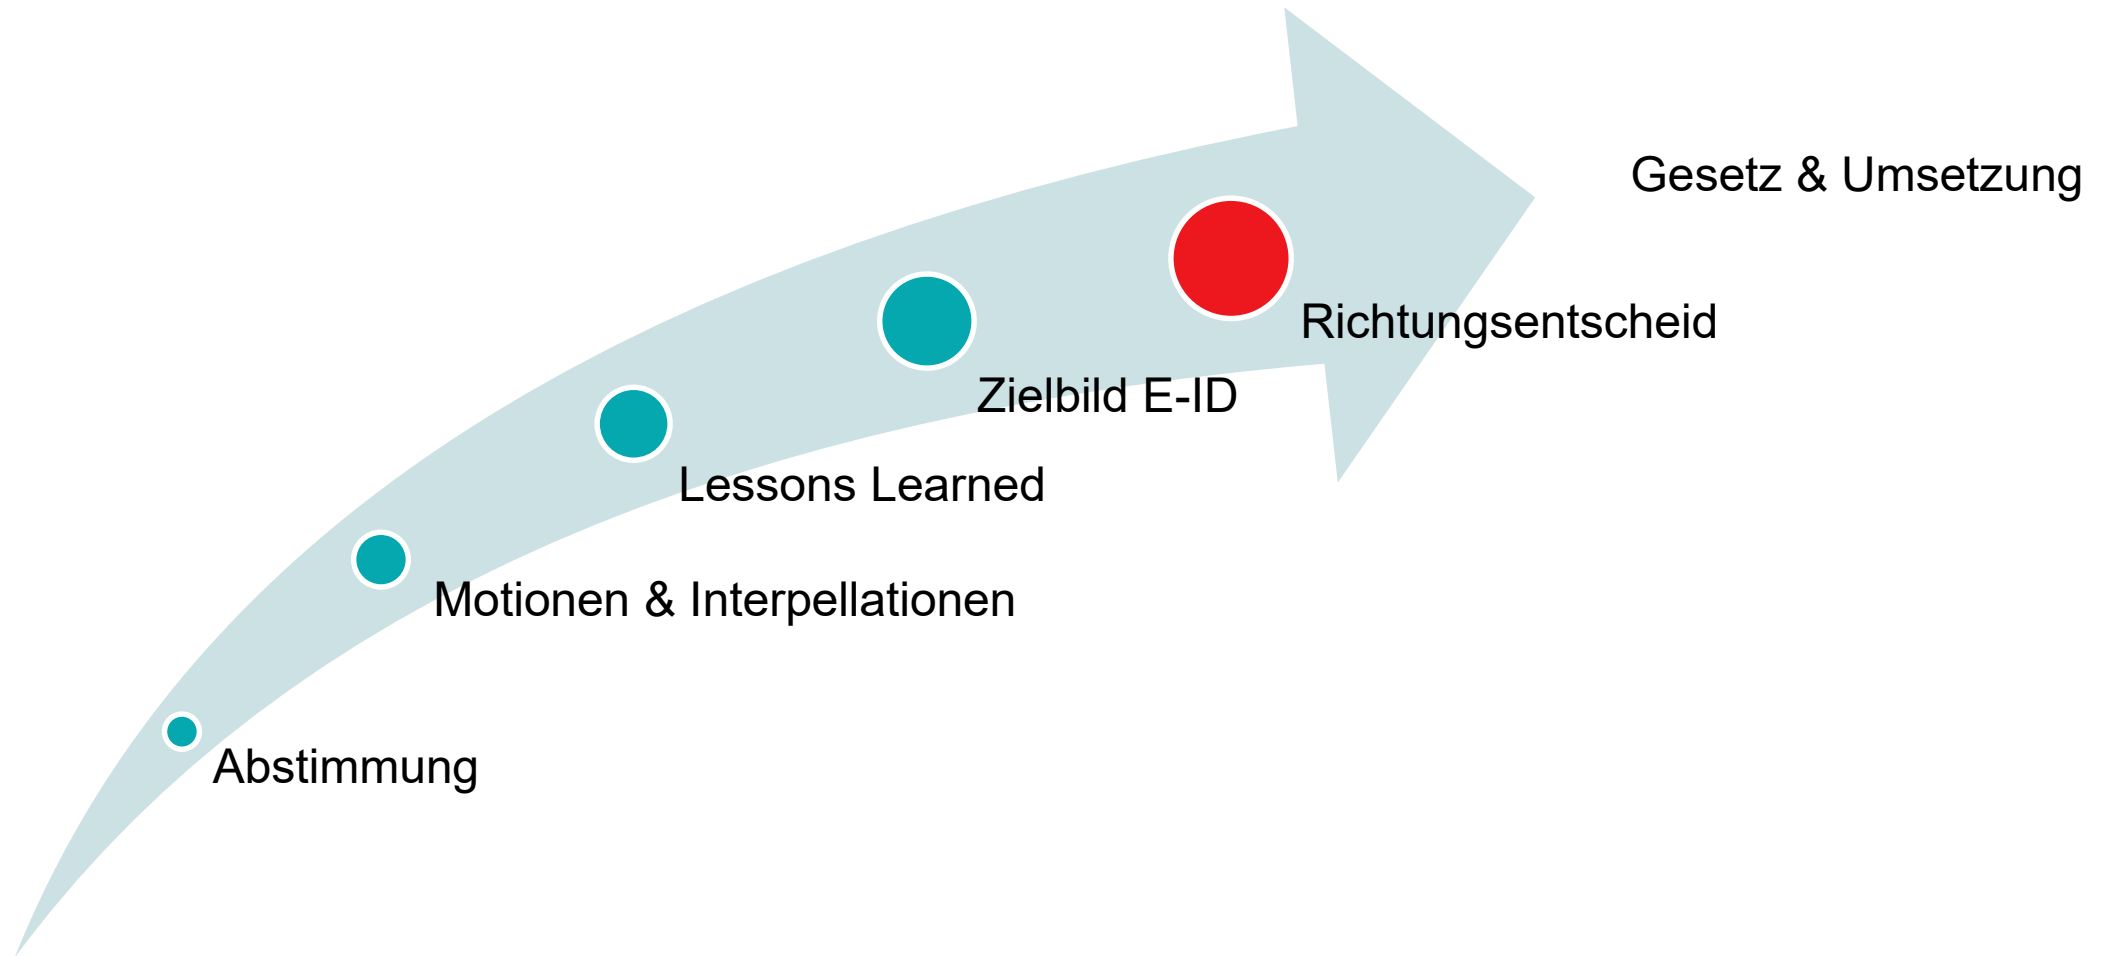 Gesetz & Umsetzung
Richtungsentscheid
Zielbild E-ID
Lessons Learned
Motionen & Interpellationen
Abstimmung